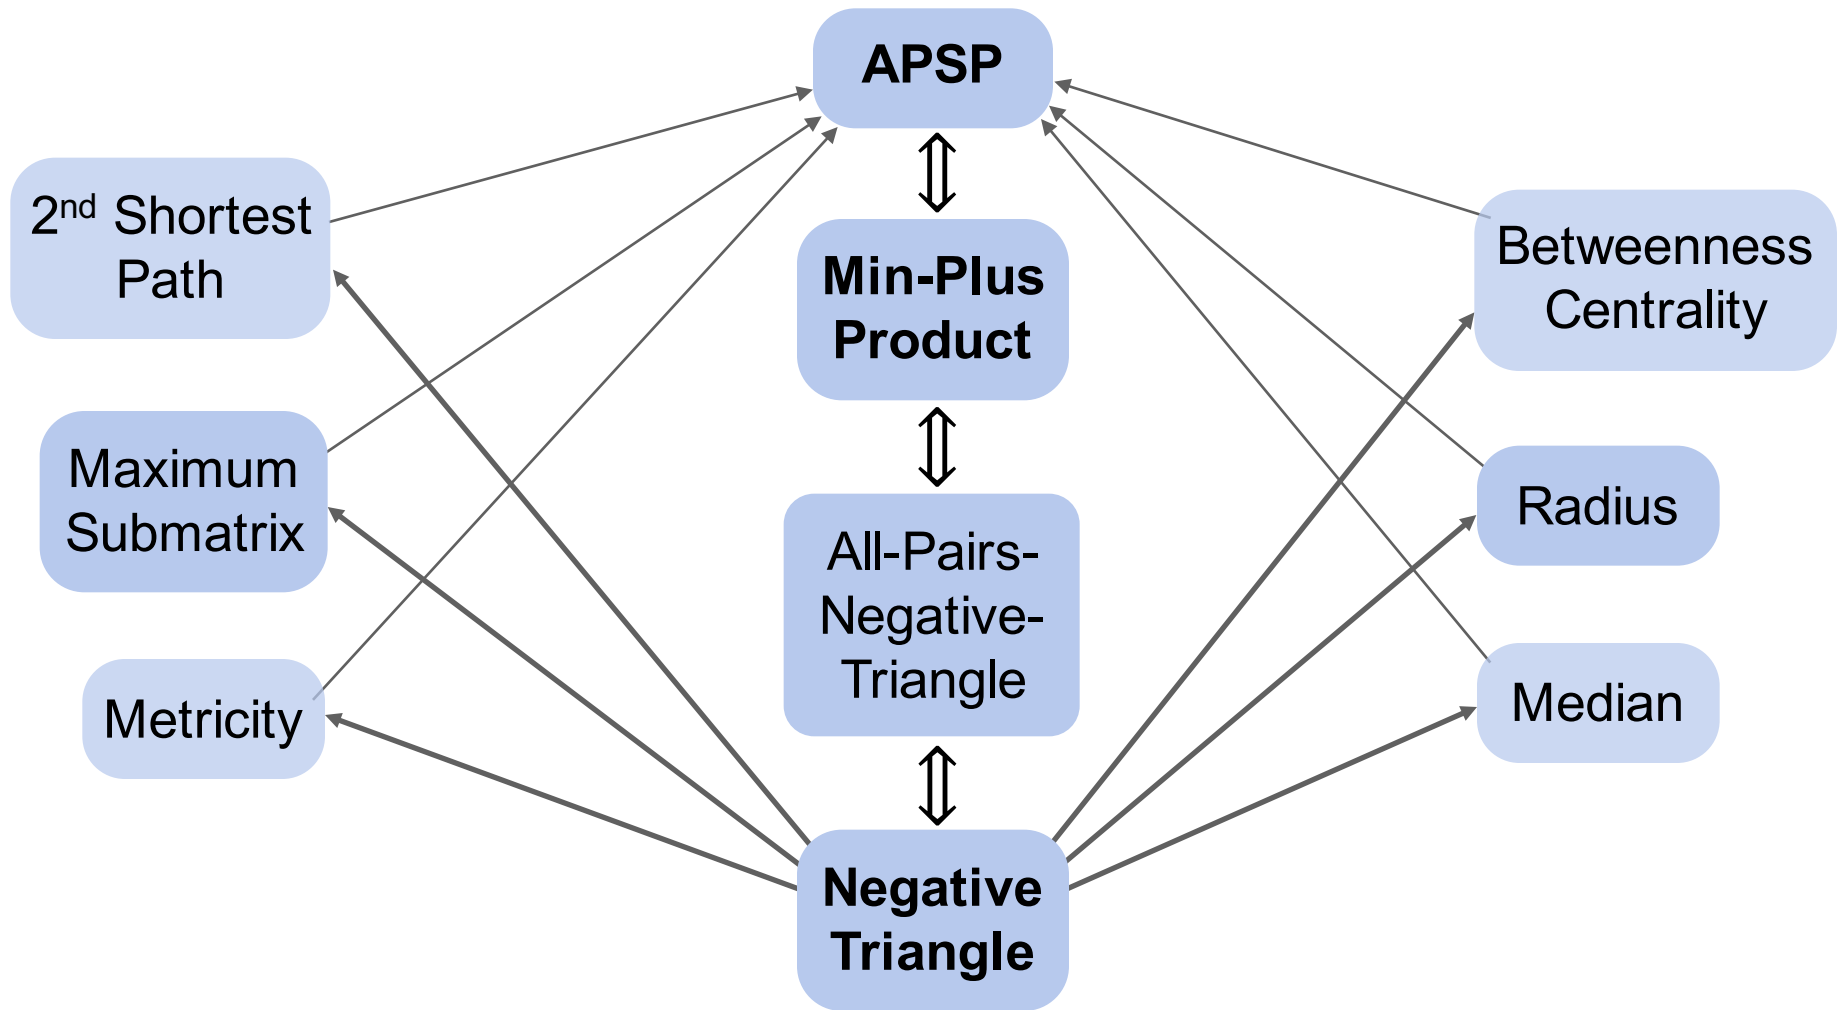 APSP
2nd Shortest
Path
Min-Plus
Product
Betweenness
Centrality
Maximum
Submatrix
All-Pairs-
Negative-
Triangle
Radius
Metricity
Median
Negative
Triangle